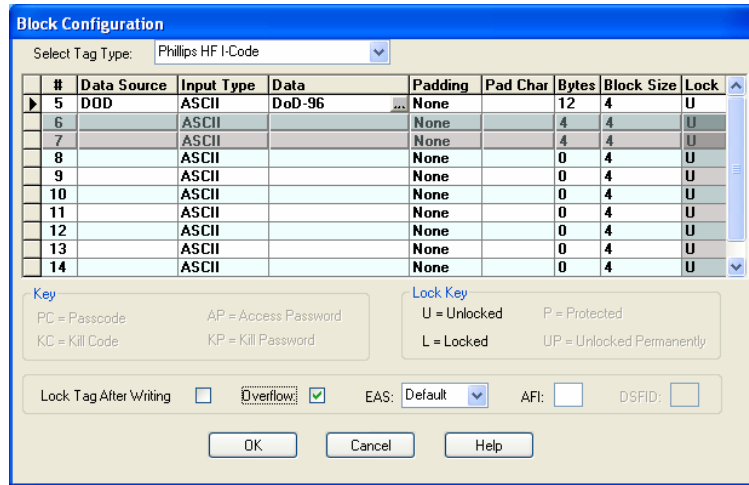 Block Configuration
Select Tag Type: Phillips HF I-Code
# Data Source Input Type Data Padding Pad Char Bytes Block Size Lock
5 DOD ASCII DoD-96 ... None 12 4 U
6 ASCII None 4 4 U
7 ASCII None 4 4 U
8 ASCII None 0 4 U
9 ASCII None 0 4 U
10 ASCII None 0 4 U
11 ASCII None 0 4 U
12 ASCII None 0 4 U
13 ASCII None 0 4 U
14 ASCII None 0 4 U
Key Lock Key
PC = Passcode AP = Access Password U = Unlocked P = Protected
KC = Kill Code KP = Kill Password L = Locked UP = Unlocked Permanently
Lock Tag After Writing Overflow: EAS: Default AFI: DSFID:
OK Cancel Help